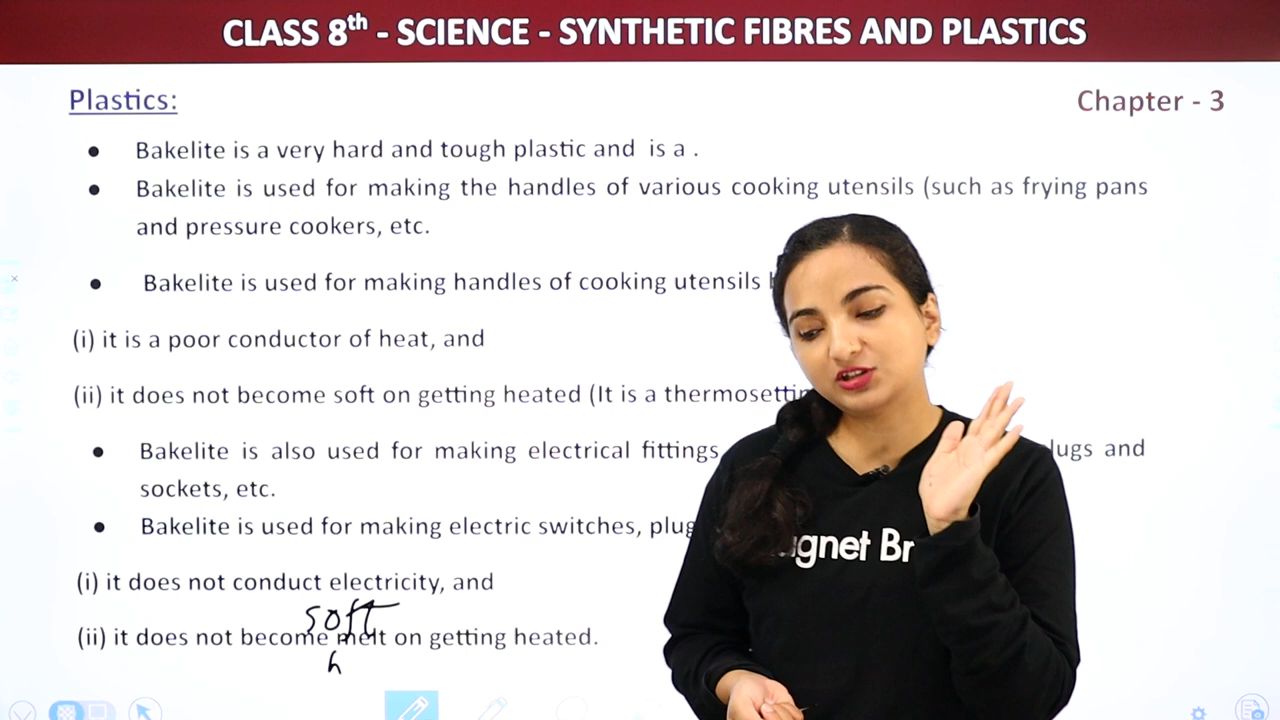 CLASS 8th - SCIENCE - SYNTHETIC FIBRES AND PLASTICS
Plastics:
Chapter - 3
• Bakelite is a very hard and tough plastic and is a .
• Bakelite is used for making the handles of various cooking utensils (such as frying pans
and pressure cookers, etc.
• Bakelite is used for making handles of cooking utensils
(i) it is a poor conductor of heat, and
(ii) it does not become soft on getting heated (It is a
• Bakelite is also used for making electrical fittings and
sockets, etc.
• Bakelite is used for making electric switches,
(i) it does not conduct electricity, and
soft
(ii) it does not become melt on getting heated.
h